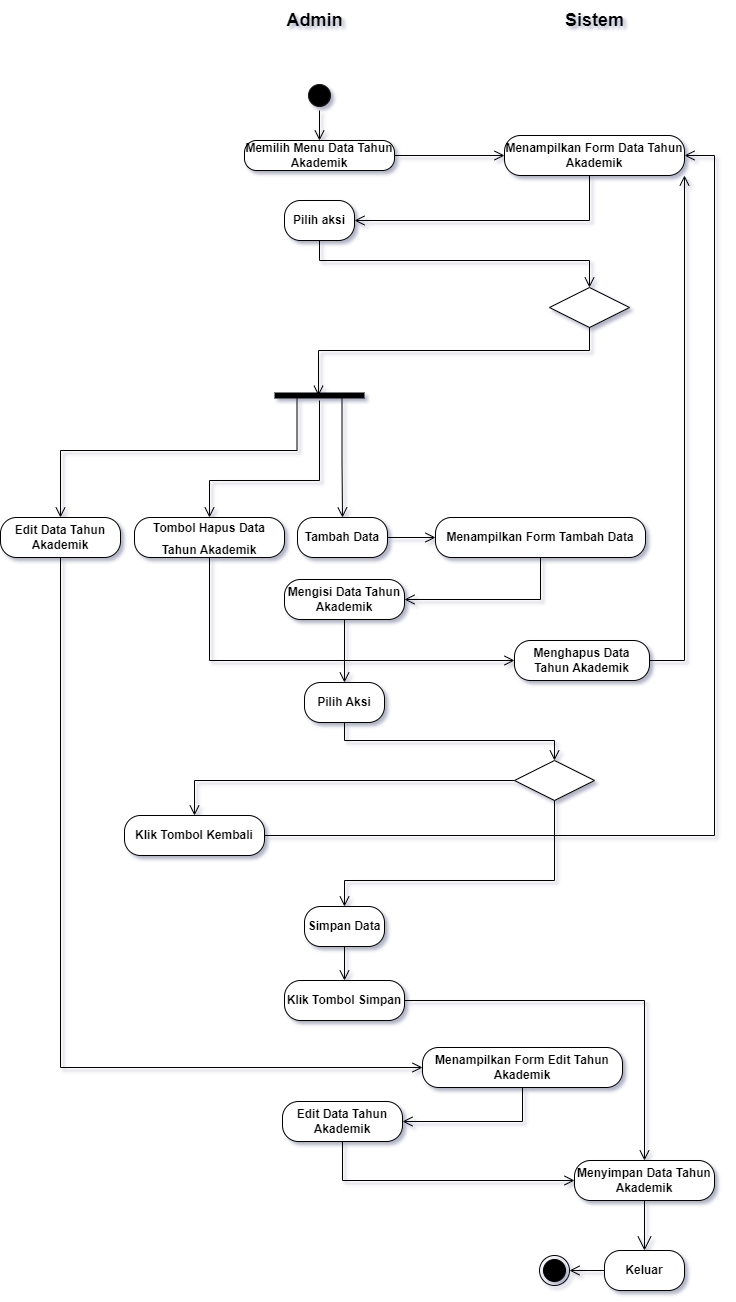 Admin
Sistem
Memilih Menu Data Tahun
Akademik
Menampilkan Form Data Tahun
Akademik
Pilih aksi
Edit Data Tahun
Akademik
Tombol Hapus Data
Tahun Akademik
Tambah Data
Menampilkan Form Tambah Data
Mengisi Data Tahun
Akademik
Menghapus Data
Tahun Akademik
Pilih Aksi
Klik Tombol Kembali
Simpan Data
Klik Tombol Simpan
Menampilkan Form Edit Tahun
Akademik
Edit Data Tahun
Akademik
Menyimpan Data Tahun
Akademik
Keluar